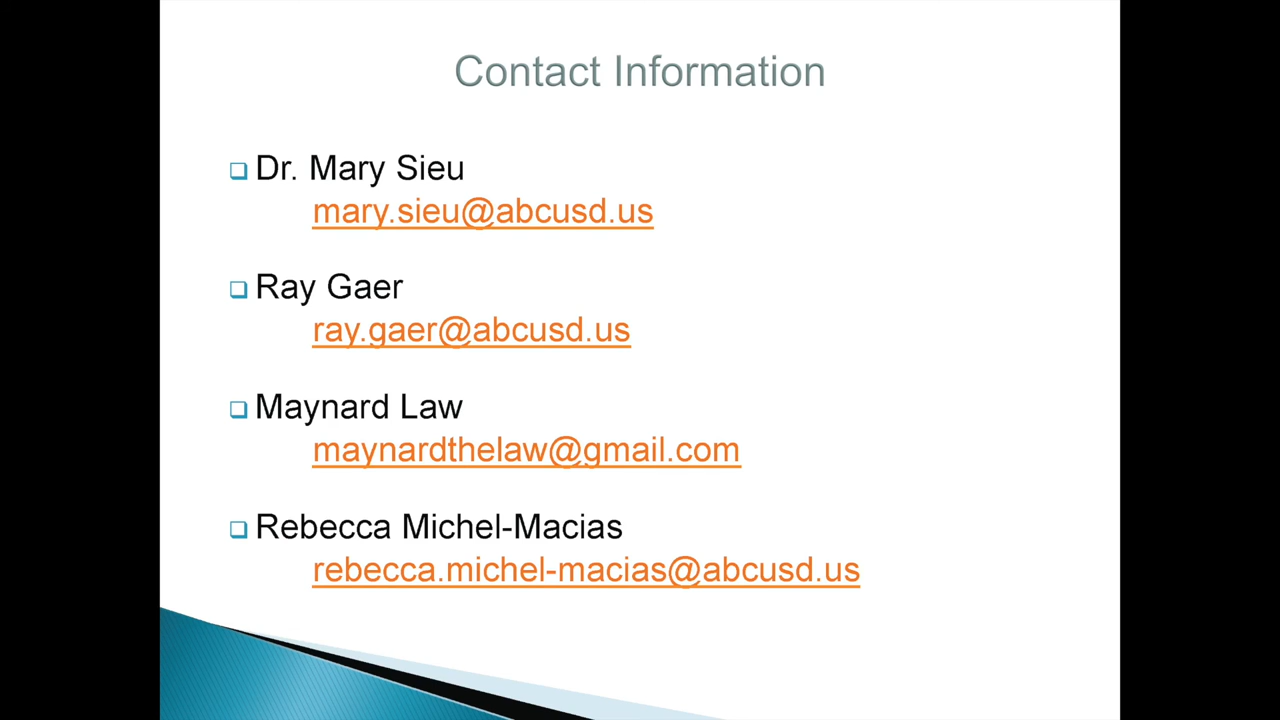 Contact Information
Dr. Mary Sieu
mary.sieu@abcusd.us
Ray Gaer
ray.gaer@abcusd.us
Maynard Law
maynardthelaw@gmail.com
Rebecca Michel-Macias
rebecca.michel-macias@abcusd.us